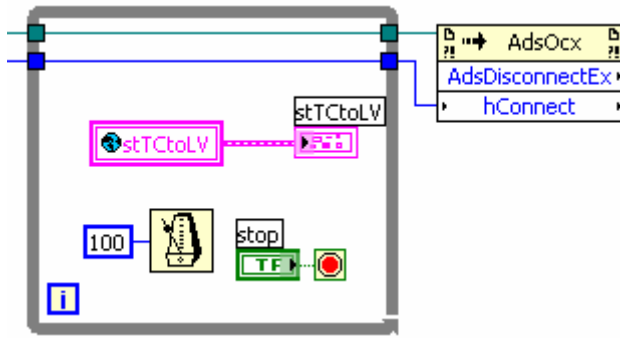 AdsOcx
AdsDisconnectEx
hConnect
stTCtoLV
stTCtoLV
100
stop
TF
i